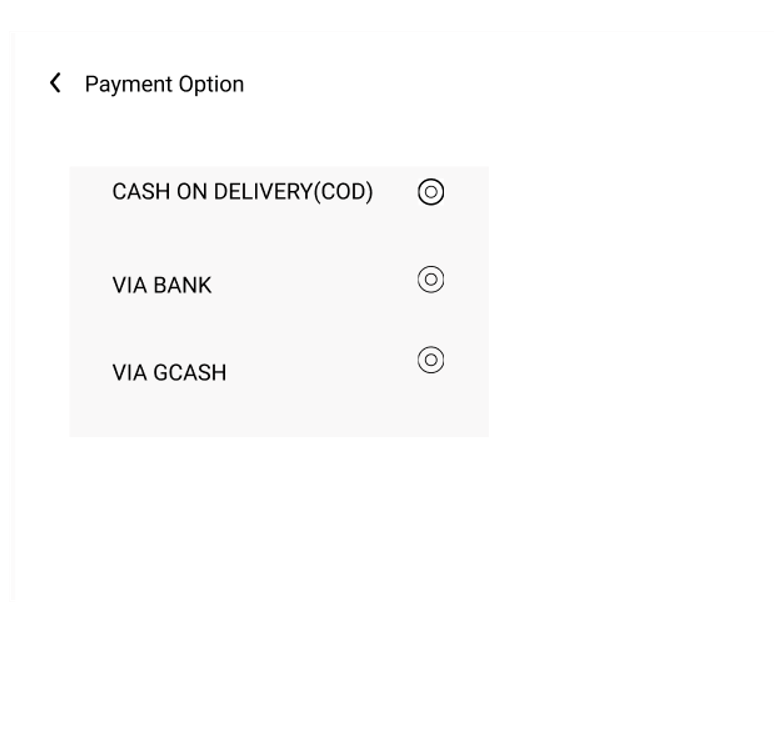 Payment Option
CASH ON DELIVERY(COD)
VIA BANK
VIA GCASH